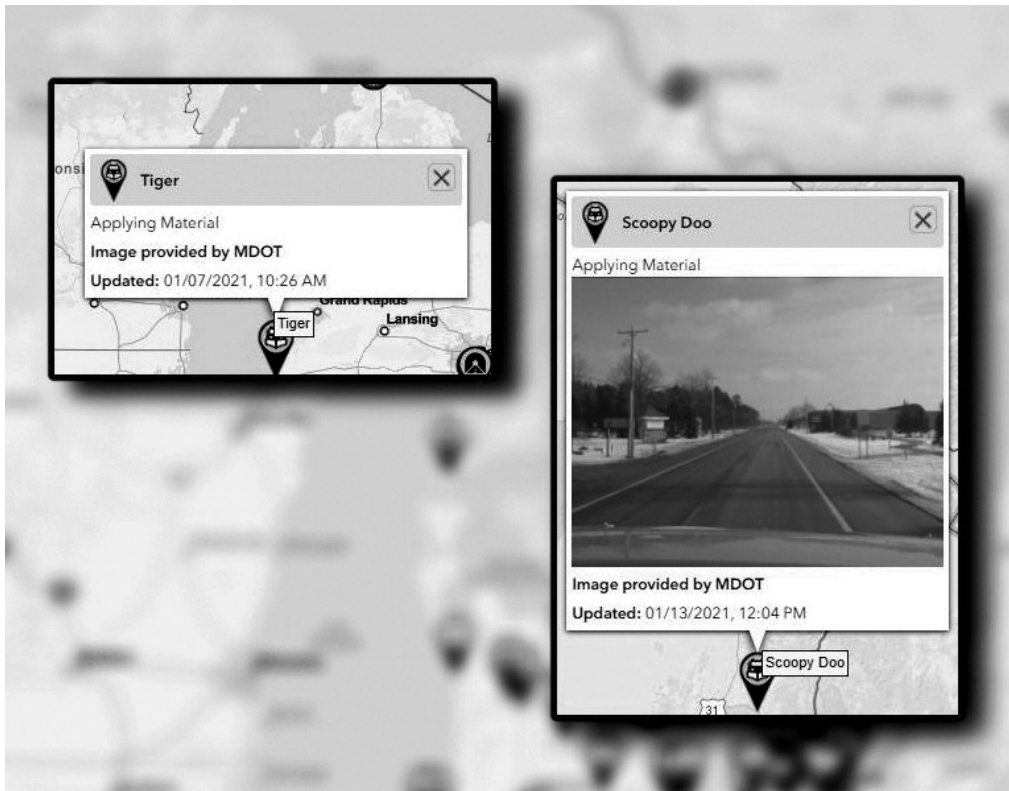 onsi
Tiger
Applying Material
Image provided by MDOT
Updated: 01/07/2021, 10:26 AM
Grand Rapids
Tiger
Lansing
Scoopy Doo
Applying Material
Image provided by MDOT
Updated: 01/13/2021, 12:04 PM
Scoopy Doo
31